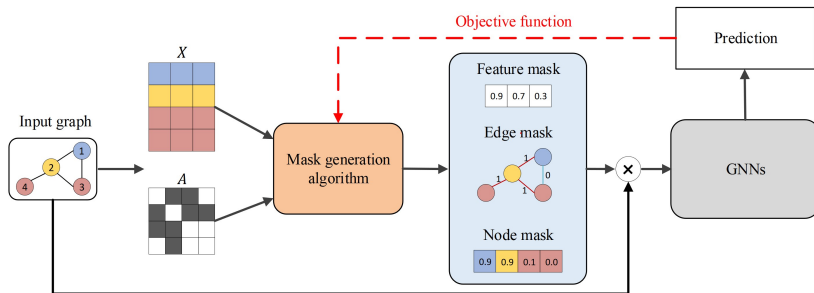 Objective function
Prediction
X
Feature mask
0.9 0.7 0.3
Input graph
1
2
4
3
Mask generation
algorithm
Edge mask
1
1
0
1
×
GNNs
A
Node mask
0.9 0.9 0.1 0.0